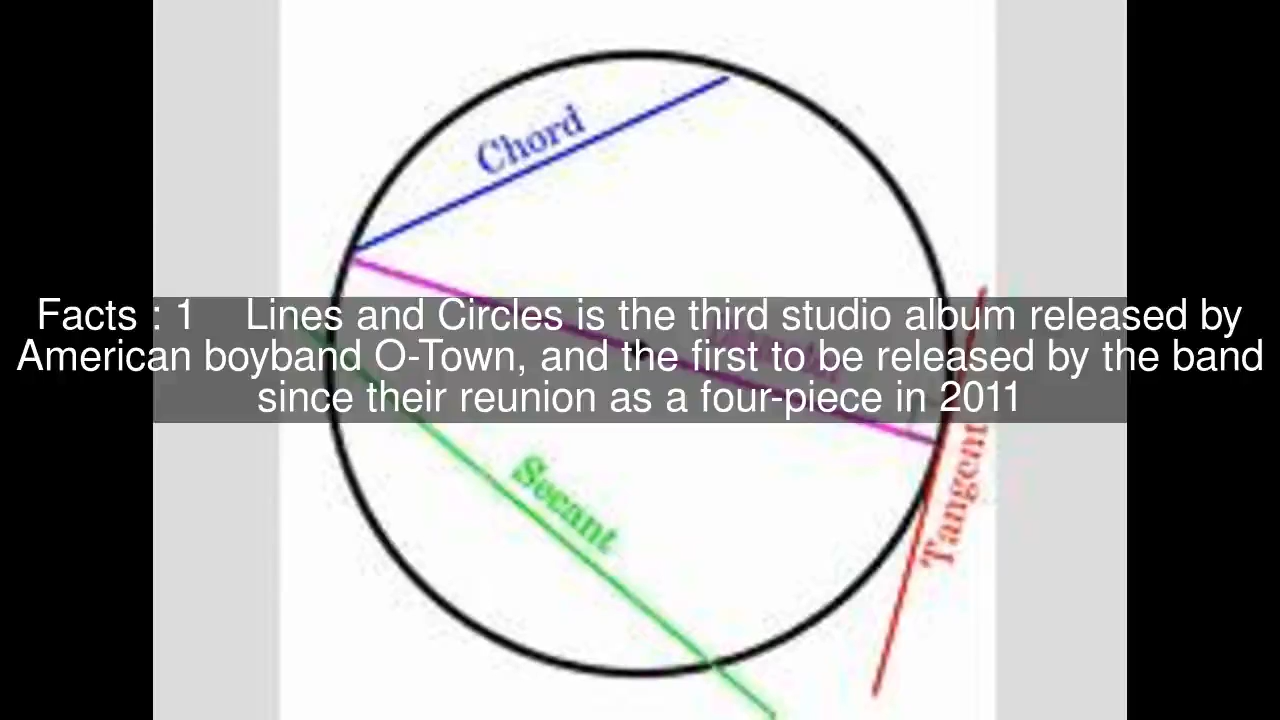 Chord
Facts : 1 Lines and Circles is the third studio album released by
American boyband O-Town, and the first to be released by the band
since their reunion as a four-piece in 2011
Secant
Tangent